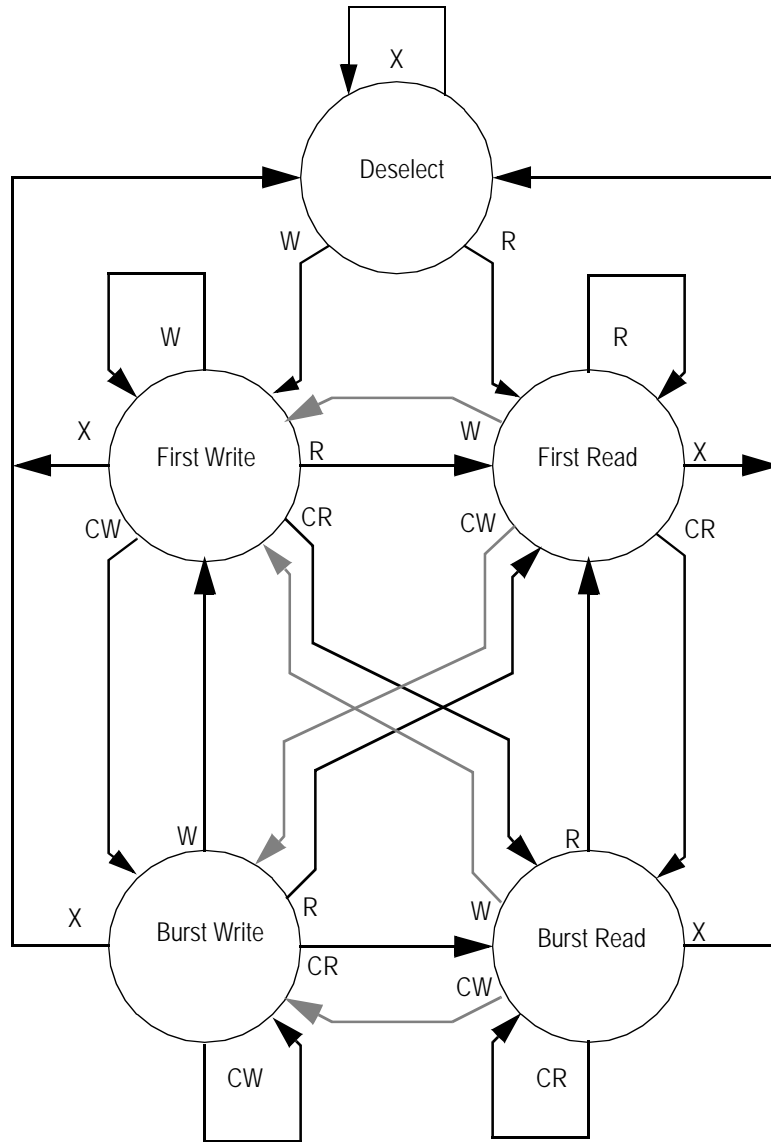 X
Deselect
W
R
W
R
X
W
First Write
R
First Read
X
CW
CR
CW
CR
W
R
X
R
W
X
Burst Write
Burst Read
CR
CW
CW
CR